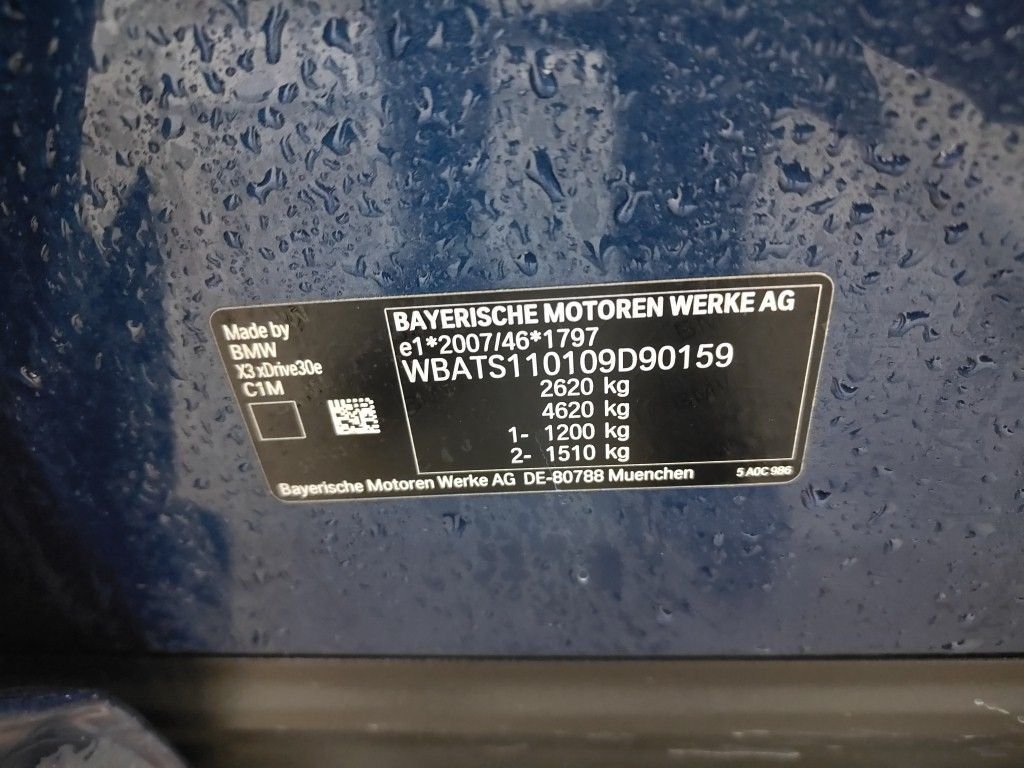 Made by
BMW
X3 xDrive30e
C1M
BAYERISCHE MOTOREN WERKE AG
e1*2007/46*1797
WBATS110109D90159
2620 kg
4620 kg
1- 1200 kg
2- 1510 kg
Bayerische Motoren Werke AG DE-80788 Muenchen
5 A0C 986